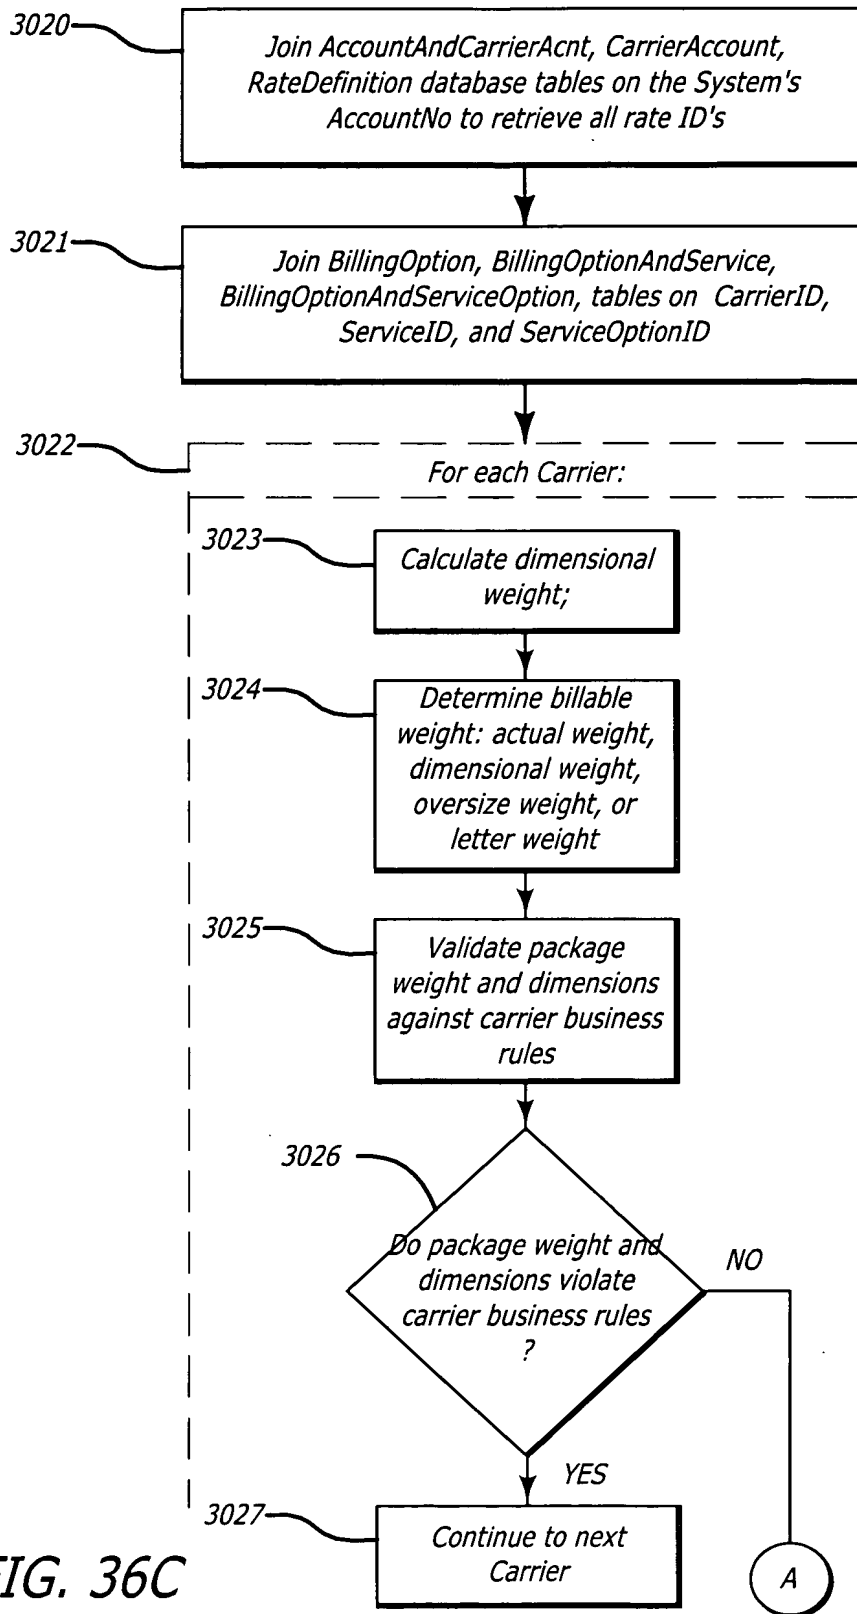 3020
Join AccountAndCarrierAcnt, CarrierAccount,
RateDefinition database tables on the System's
AccountNo to retrieve all rate ID's
3021
Join BillingOption, BillingOptionAndService,
BillingOptionAndServiceOption, tables on CarrierID,
ServiceID, and ServiceOptionID
3022
For each Carrier:
3023
Calculate dimensional
weight;
3024
Determine billable
weight: actual weight,
dimensional weight,
oversize weight, or
letter weight
3025
Validate package
weight and dimensions
against carrier business
rules
3026
Do package weight and
dimensions violate
carrier business rules
?
NO
YES
3027
Continue to next
Carrier
A
FIG. 36C